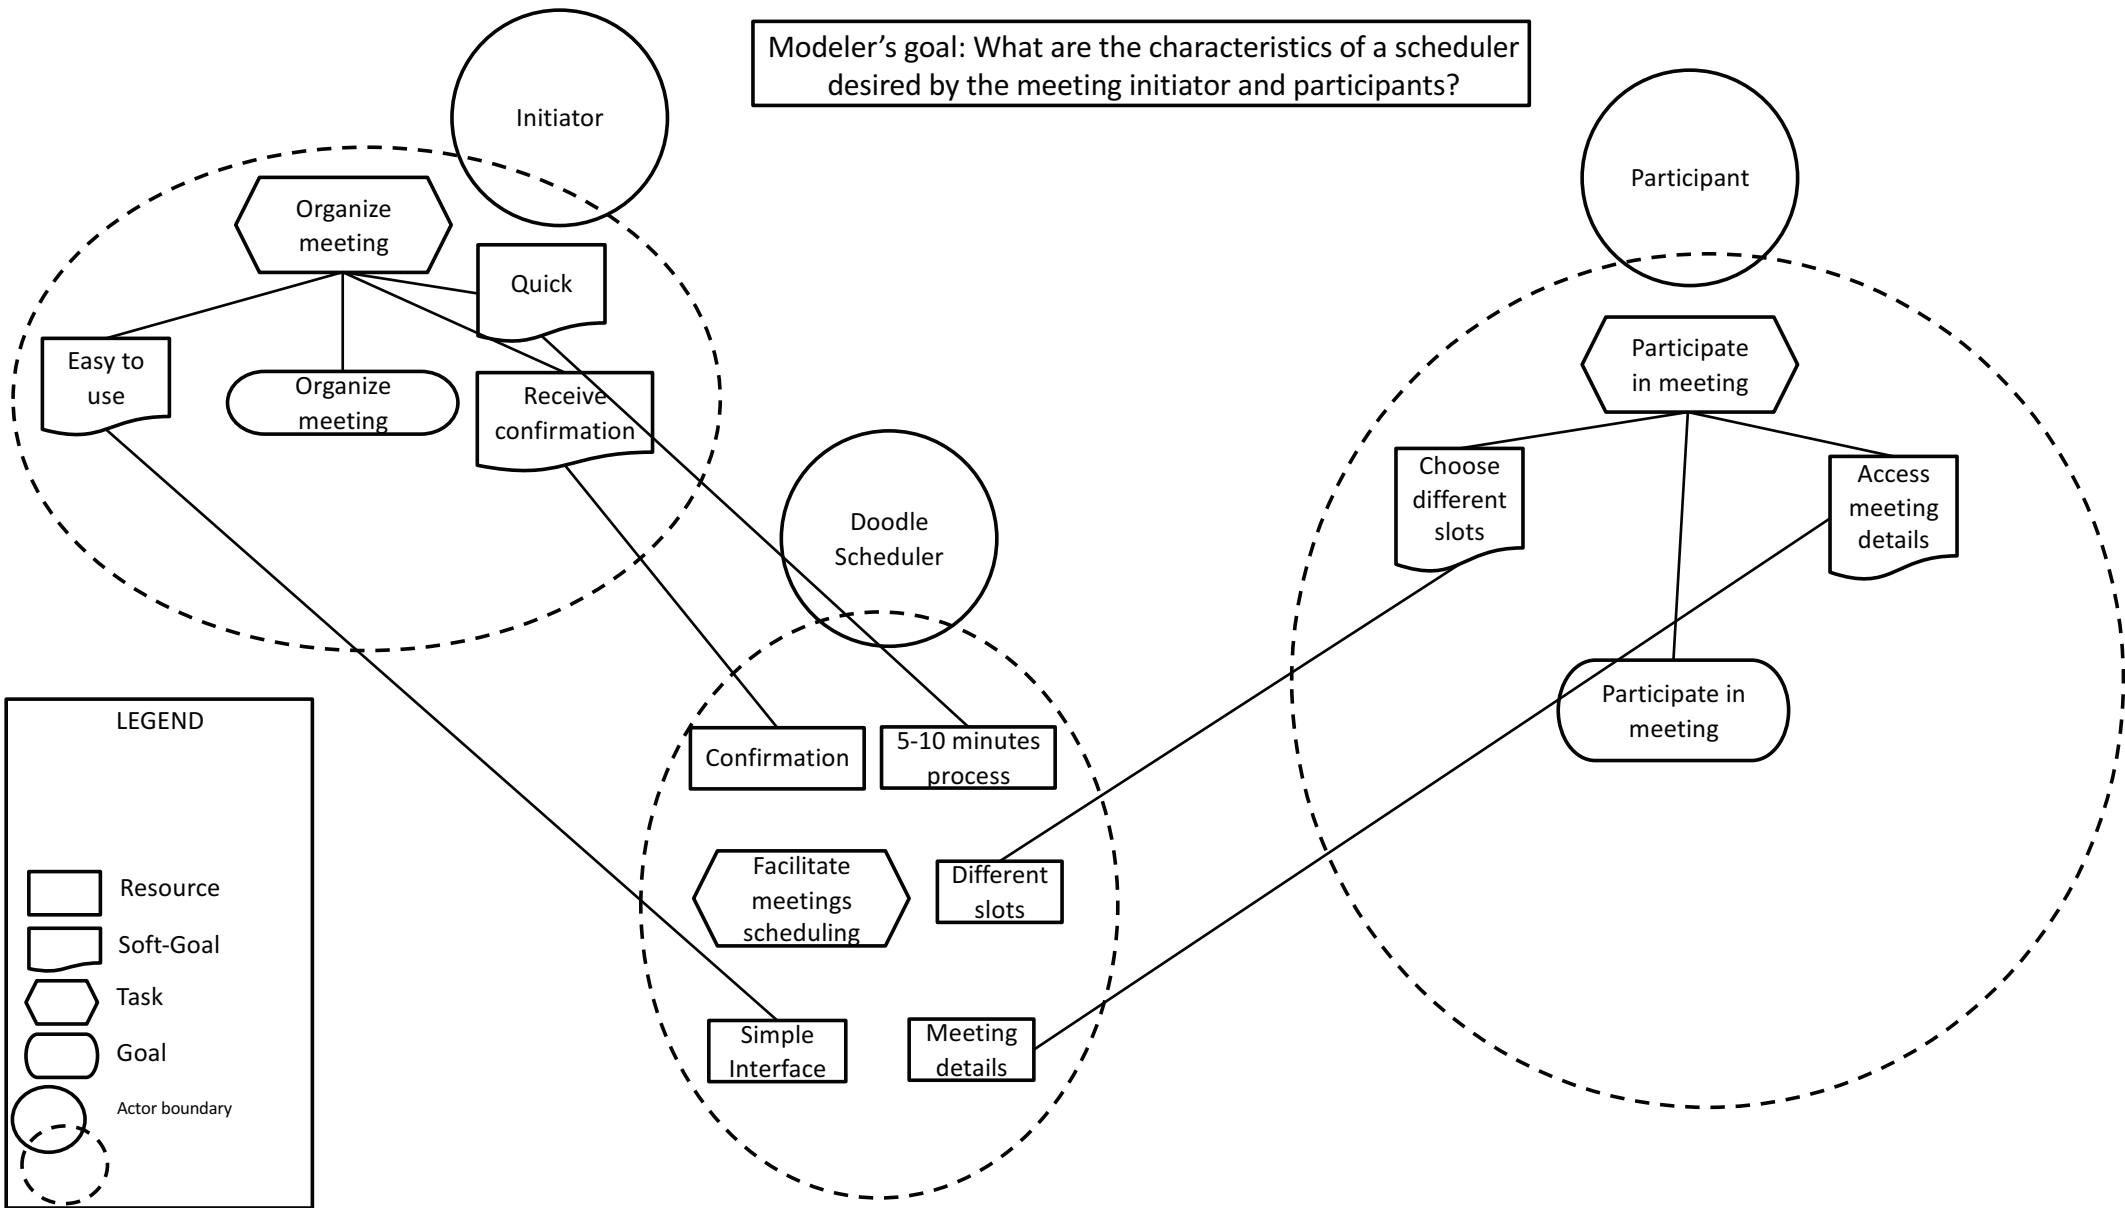 Modeler’s goal: What are the characteristics of a scheduler
desired by the meeting initiator and participants?
Initiator
Organize
meeting
Quick
Easy to
use
Organize
meeting
Receive
confirmation
Participant
Participate
in meeting
Choose
different
slots
Access
meeting
details
Participate in
meeting
Doodle
Scheduler
Confirmation
5-10 minutes
process
Facilitate
meetings
scheduling
Different
slots
Simple
Interface
Meeting
details
LEGEND
Resource
Soft-Goal
Task
Goal
Actor boundary